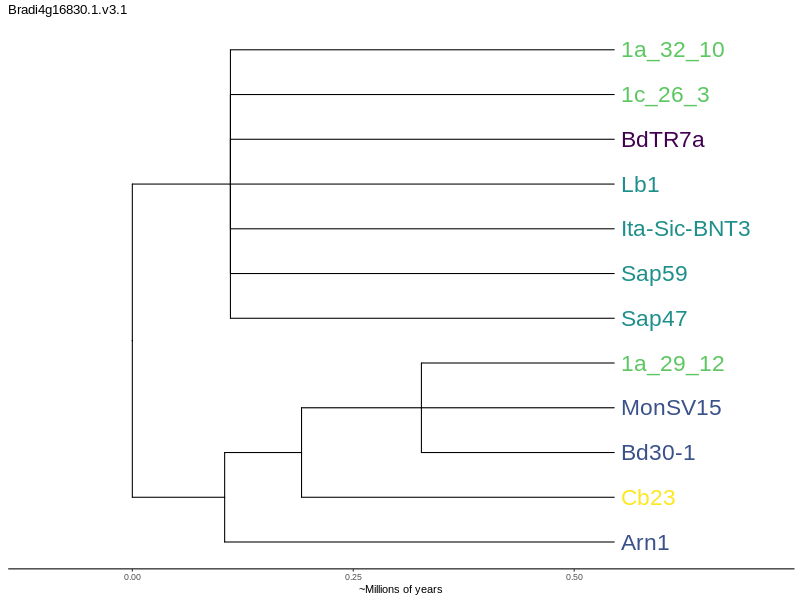 Bradi4g16830.1.v3.1
1a_32_10
1c_26_3
BdTR7a
Lb1
Ita-Sic-BNT3
Sap59
Sap47
1a_29_12
MonSV15
Bd30-1
Cb23
Arn1
0.00 0.25 0.50
~Millions of years